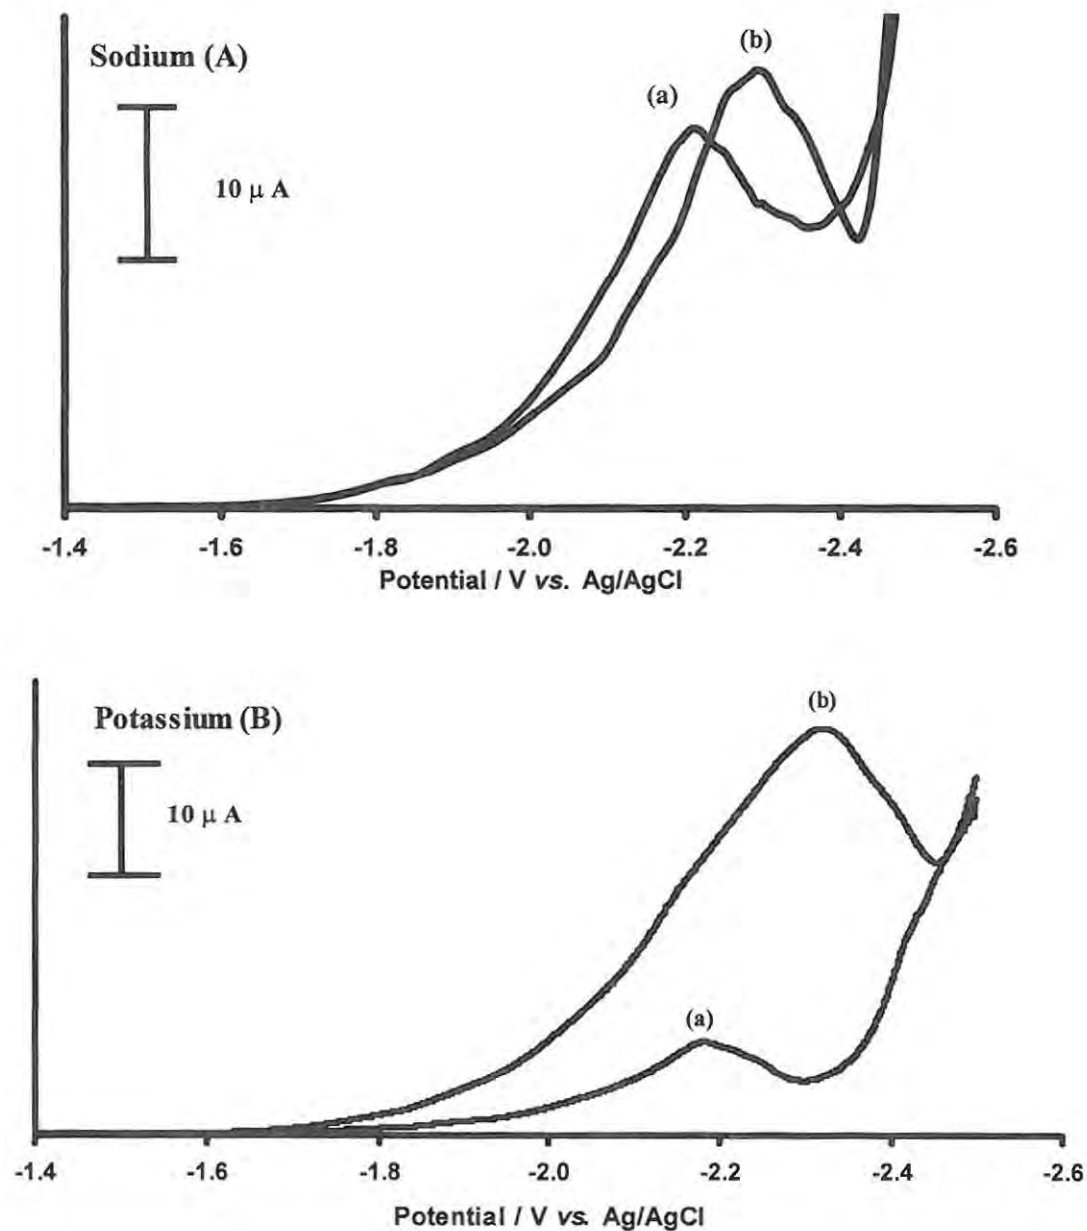 Sodium (A)
(b)
(a)
10 μ A
-1.4 -1.6 -1.8 -2.0 -2.2 -2.4 -2.6
Potential / V vs. Ag/AgCl
Potassium (B)
(b)
10 μ A
(a)
-1.4 -1.6 -1.8 -2.0 -2.2 -2.4 -2.6
Potential / V vs. Ag/AgCl